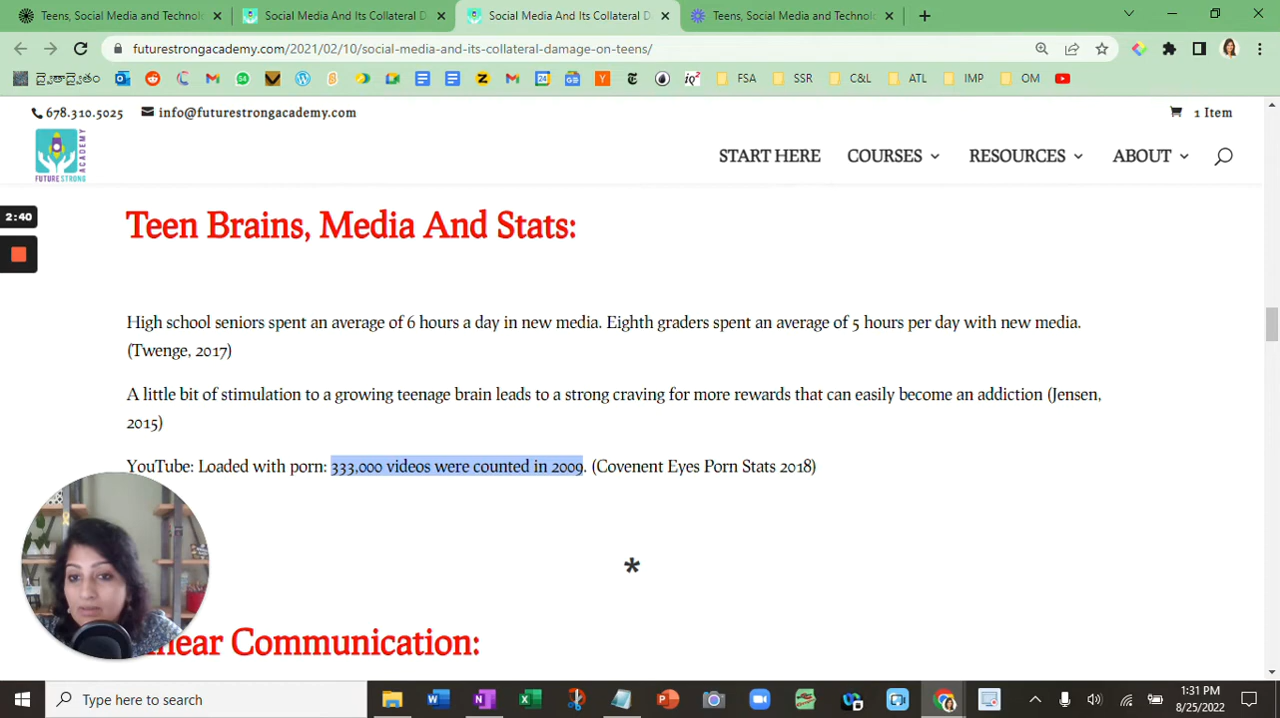 Teens, Social Media and Technol
Social Media And Its Collateral D
Social Media And Its Collateral D
Teens, Social Media and Technol
futurestrongacademy.com/2021/02/10/social-media-and-its-collateral-damage-on-teens/
FSA
SSR
C&L
ATL
IMP
OM
678.310.5025
info@futurestrongacademy.com
1 Item
FUTURE STRONG
ACADEMY
START HERE
COURSES
RESOURCES
ABOUT
2:40
Teen Brains, Media And Stats:
High school seniors spent an average of 6 hours a day in new media. Eighth graders spent an average of 5 hours per day with new media.
(Twenge, 2017)
A little bit of stimulation to a growing teenage brain leads to a strong craving for more rewards that can easily become an addiction (Jensen,
2015)
YouTube: Loaded with porn: 333,000 videos were counted in 2009. (Covenent Eyes Porn Stats 2018)
*
near Communication:
Type here to search
1:31 PM
8/25/2022